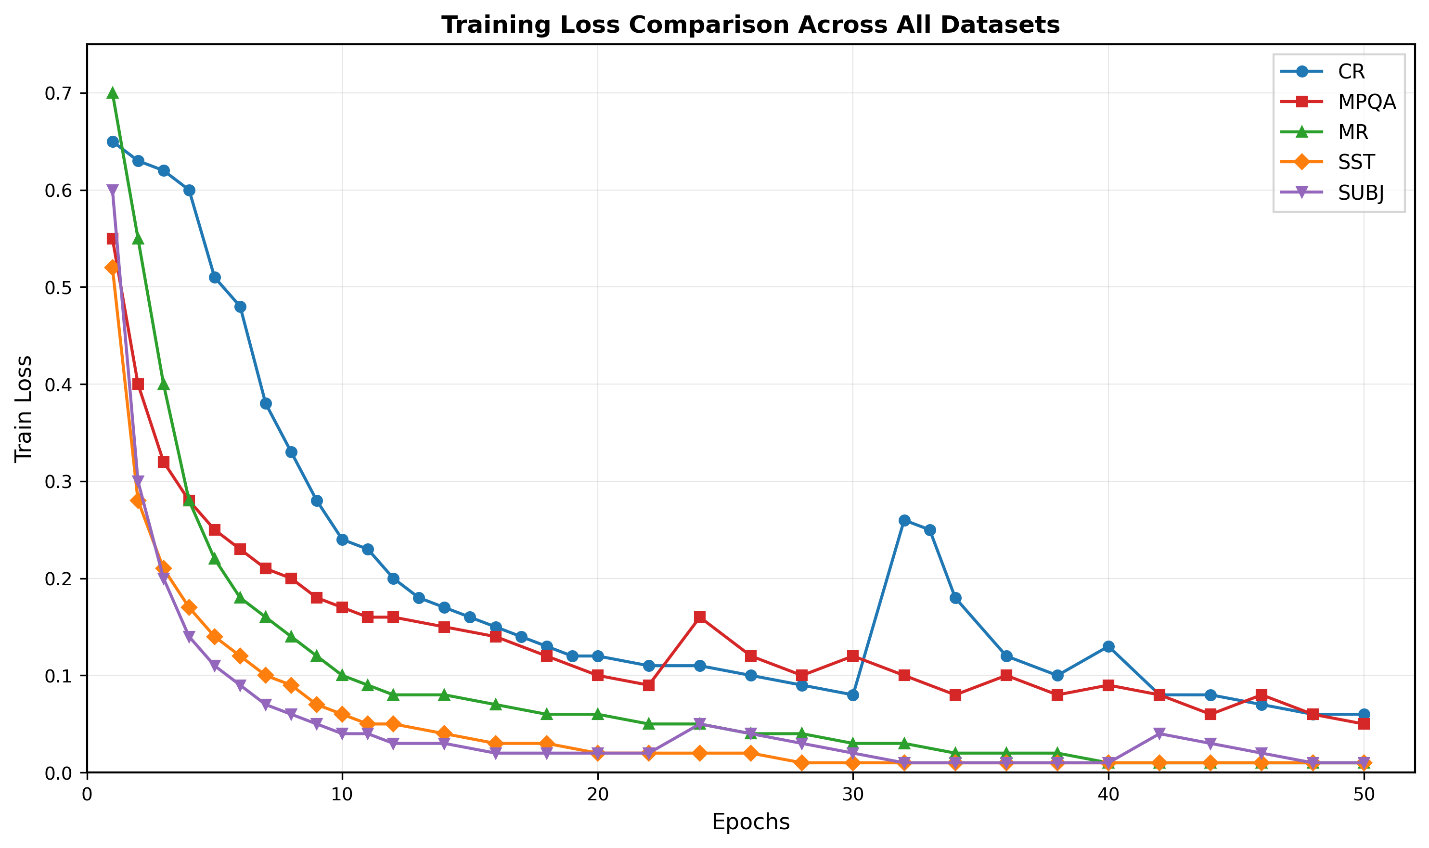 Training Loss Comparison Across All Datasets
CR
MPQA
MR
SST
SUBJ
0.7
0.6
0.5
0.4
0.3
0.2
0.1
0.0
Train Loss
0 10 20 30 40 50
Epochs